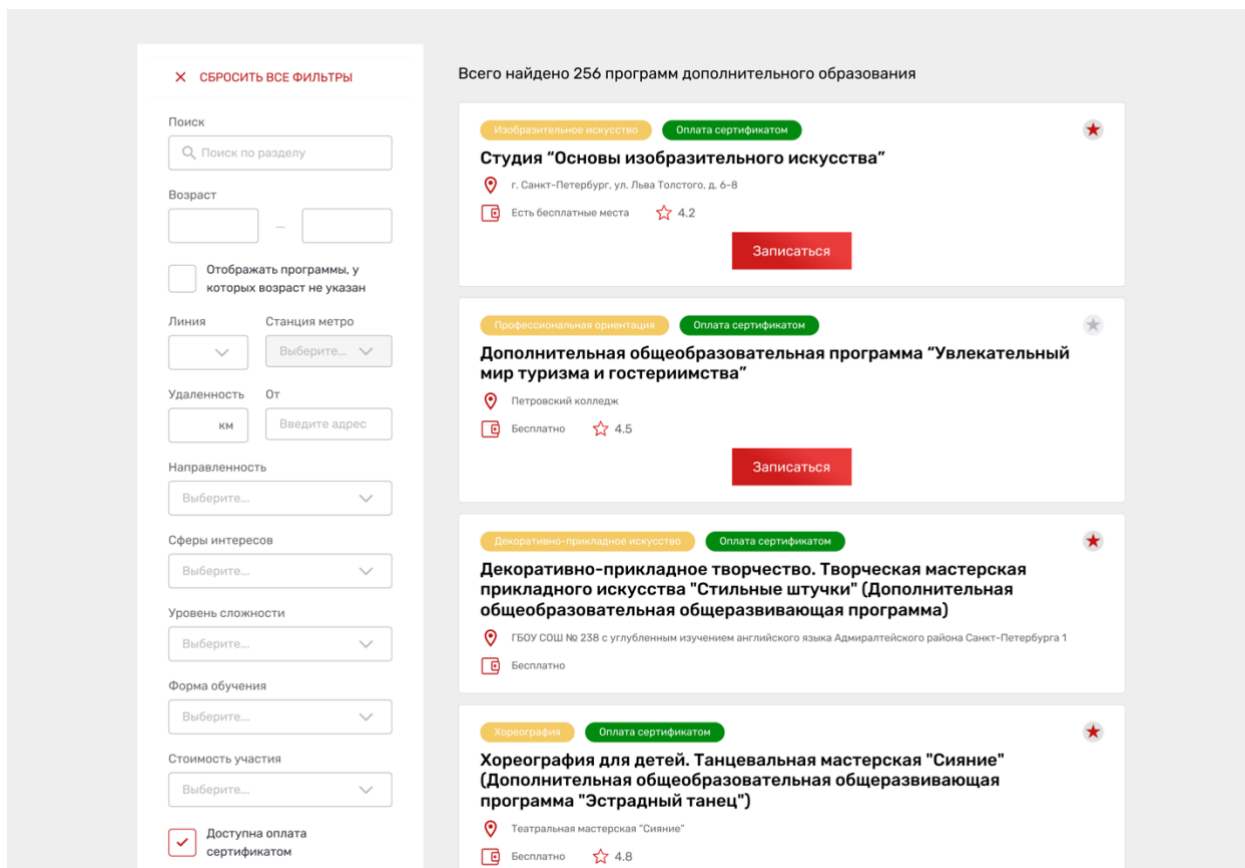 СБРОСИТЬ ВСЕ ФИЛЬТРЫ
Поиск
Поиск по разделу
Возраст
–
Отображать программы, у
которых возраст не указан
Линия
Станция метро
Выберите...
Удаленность
От
км
Введите адрес
Направленность
Выберите...
Сферы интересов
Выберите...
Уровень сложности
Выберите...
Форма обучения
Выберите...
Стоимость участия
Выберите...
Доступна оплата
сертификатом
Всего найдено 256 программ дополнительного образования
Изобразительное искусство
Оплата сертификатом
Студия “Основы изобразительного искусства”
г. Санкт-Петербург, ул. Льва Толстого, д. 6-8
Есть бесплатные места
4.2
Записаться
Профессиональная ориентация
Оплата сертификатом
Дополнительная общеобразовательная программа “Увлекательный
мир туризма и гостериимства”
Петровский колледж
Бесплатно
4.5
Записаться
Декоративно-прикладное искусство
Оплата сертификатом
Декоративно-прикладное творчество. Творческая мастерская
прикладного искусства "Стильные штучки" (Дополнительная
общеобразовательная общеразвивающая программа)
ГБОУ СОШ № 238 с углубленным изучением английского языка Адмиралтейского района Санкт-Петербурга 1
Бесплатно
Хореография
Оплата сертификатом
Хореография для детей. Танцевальная мастерская "Сияние"
(Дополнительная общеобразовательная общеразвивающая
программа "Эстрадный танец")
Театральная мастерская "Сияние"
Бесплатно
4.8